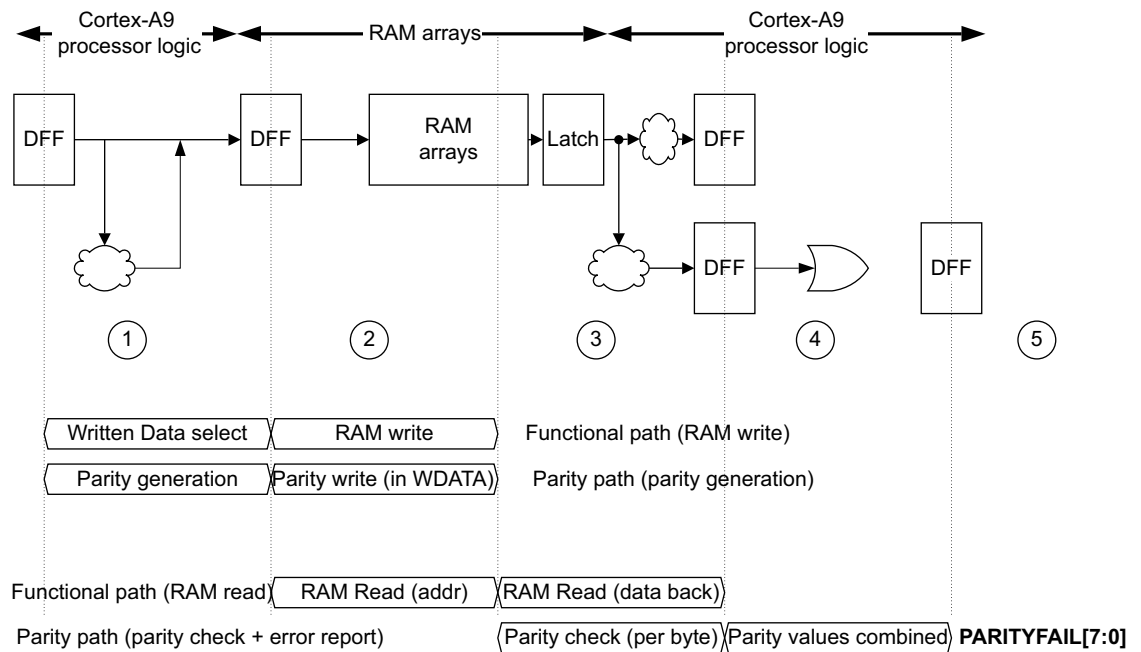 Cortex-A9
processor logic
RAM arrays
Cortex-A9
processor logic
DFF
DFF
RAM
arrays
Latch
DFF
DFF
DFF
1
2
3
4
5
Written Data select
RAM write
Functional path (RAM write)
Parity generation
Parity write (in WDATA)
Parity path (parity generation)
Functional path (RAM read)
RAM Read (addr)
RAM Read (data back)
Parity path (parity check + error report)
Parity check (per byte)
Parity values combined
PARITYFAIL[7:0]